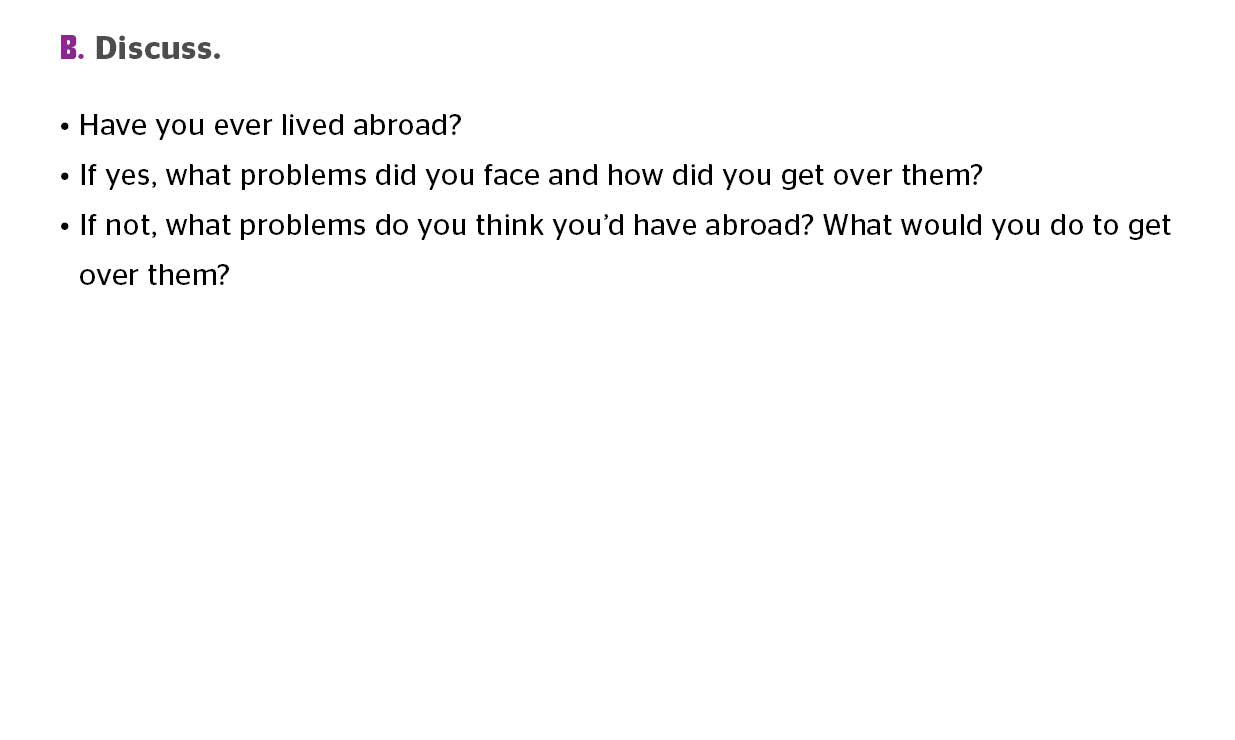 B. Discuss.
• Have you ever lived abroad?
• If yes, what problems did you face and how did you get over them?
• If not, what problems do you think you’d have abroad? What would you do to get
over them?